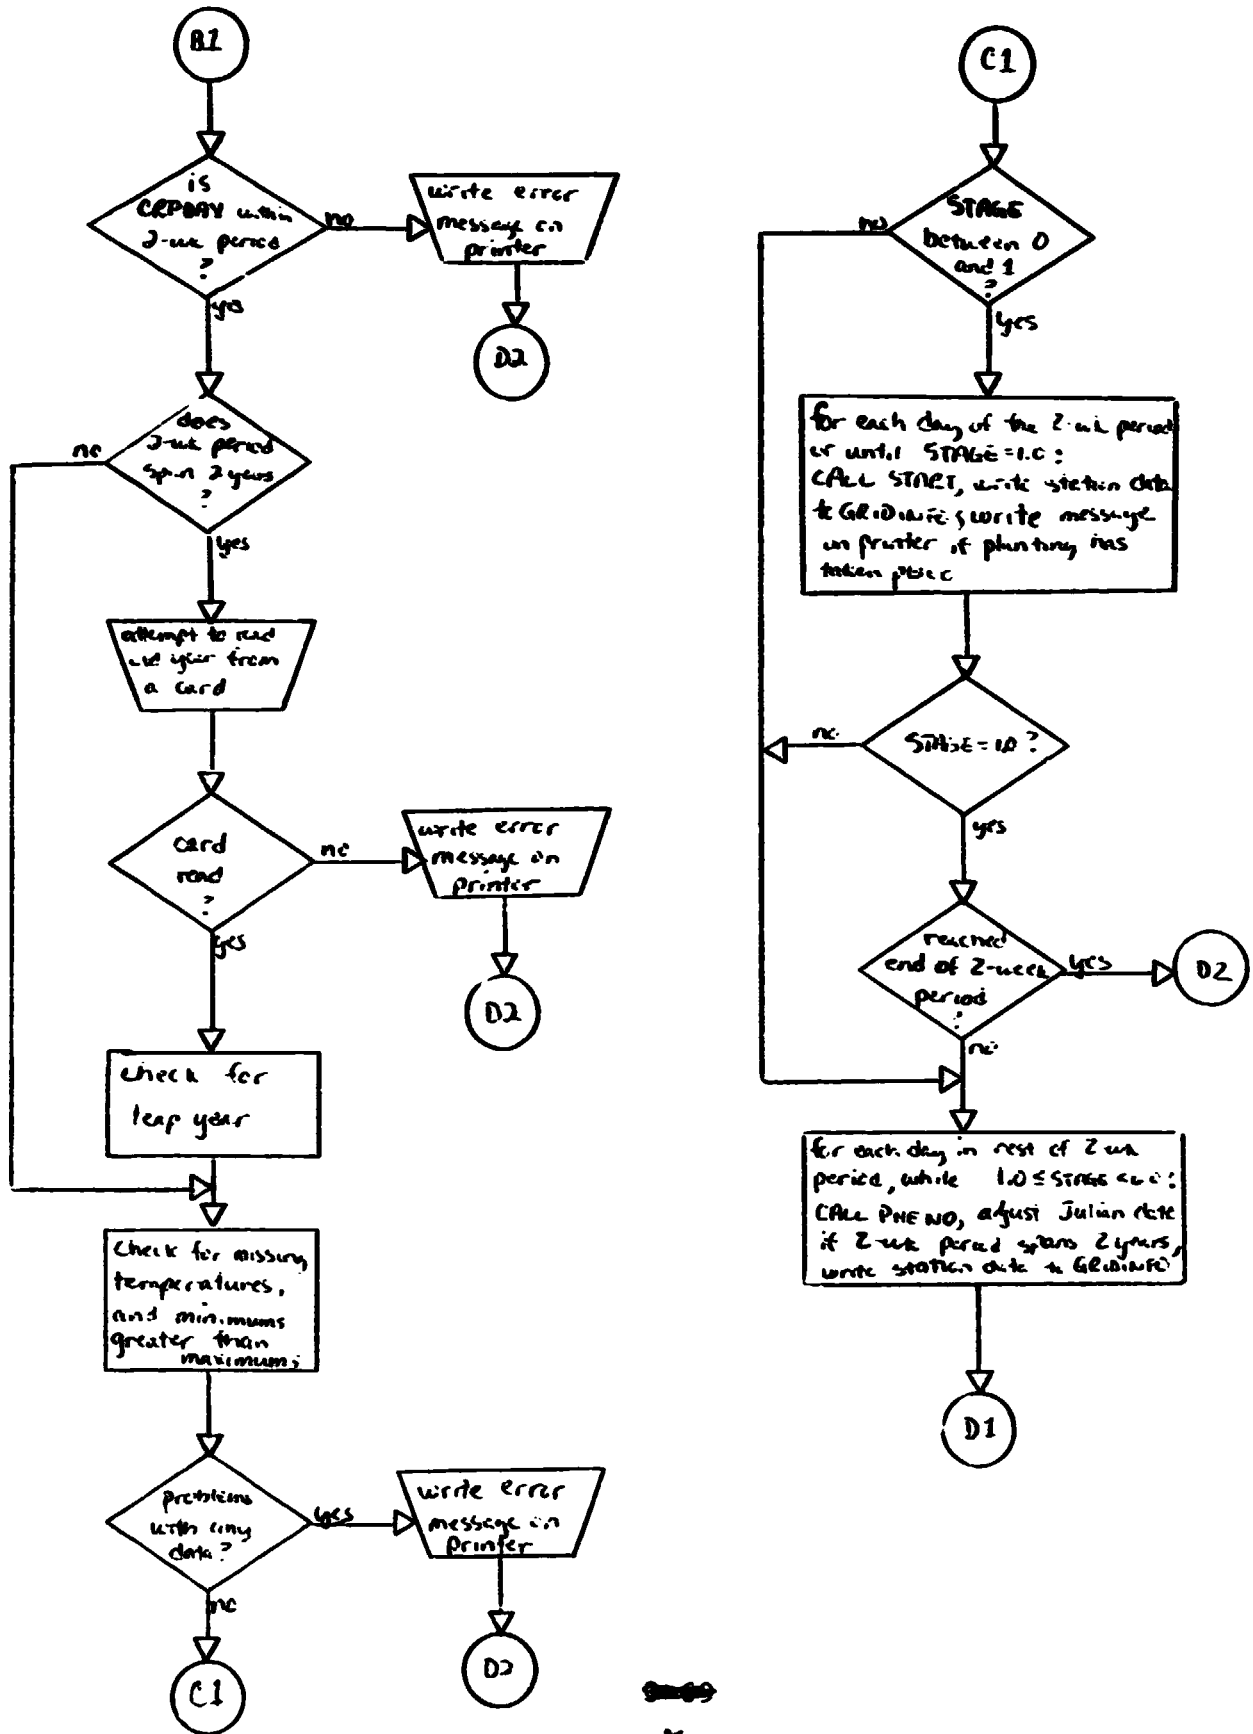 B1
is
CRPDAY within
2-wk period
?
no
write error
message on
printer
D2
yes
does
2-wk period
span 2 years
?
no
yes
attempt to read
year from
a card
card
read
?
no
write error
message on
printer
D2
yes
check for
leap year
check for missing
temperatures,
and minimums
greater than
maximums
problems
with any
data?
yes
write error
message on
printer
D2
no
C1
C1
STAGE
between 0
and 1
?
no
yes
for each day of the 2-wk period
or until STAGE=1.0:
CALL START, write station data
to GRIDINFO; write message
on printer if planting has
taken place
STAGE=1.0?
no
yes
reached
end of 2-week
period
?
yes
D2
no
for each day in rest of 2-wk
period, while 1.0 ≤ STAGE
CALL PHENO, adjust Julian date
if 2-wk period spans 2 years,
write station data to GRIDINFO
D1